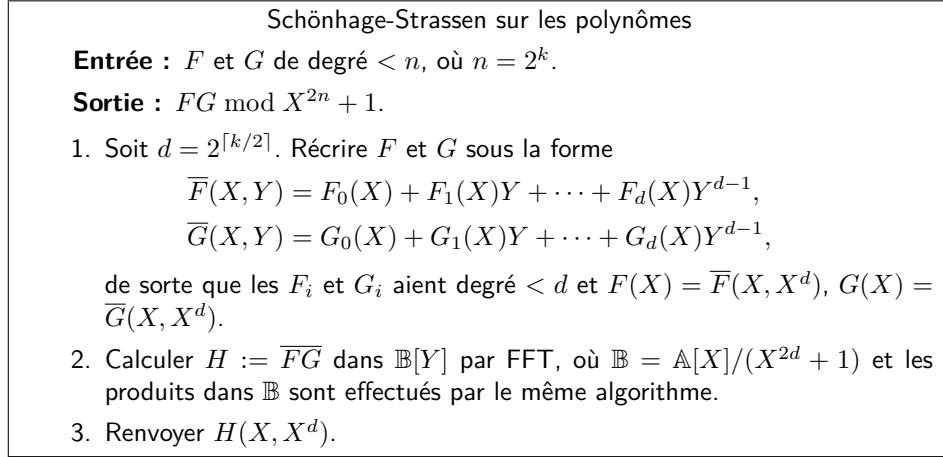 Schönhage-Strassen sur les polynômes
Entrée : F et G de degré < n, où n = 2^k.
Sortie : FG mod X^{2n} + 1.
1. Soit d = 2^{⌈k/2⌉}. Récrire F et G sous la forme
F̅(X, Y) = F_0(X) + F_1(X)Y + ··· + F_d(X)Y^{d−1},
G̅(X, Y) = G_0(X) + G_1(X)Y + ··· + G_d(X)Y^{d−1},
de sorte que les F_i et G_i aient degré < d et F(X) = F̅(X, X^d), G(X) =
G̅(X, X^d).
2. Calculer H := F̅G̅ dans 𝔹[Y] par FFT, où 𝔹 = 𝔸[X]/(X^{2d} + 1) et les
produits dans 𝔹 sont effectués par le même algorithme.
3. Renvoyer H(X, X^d).